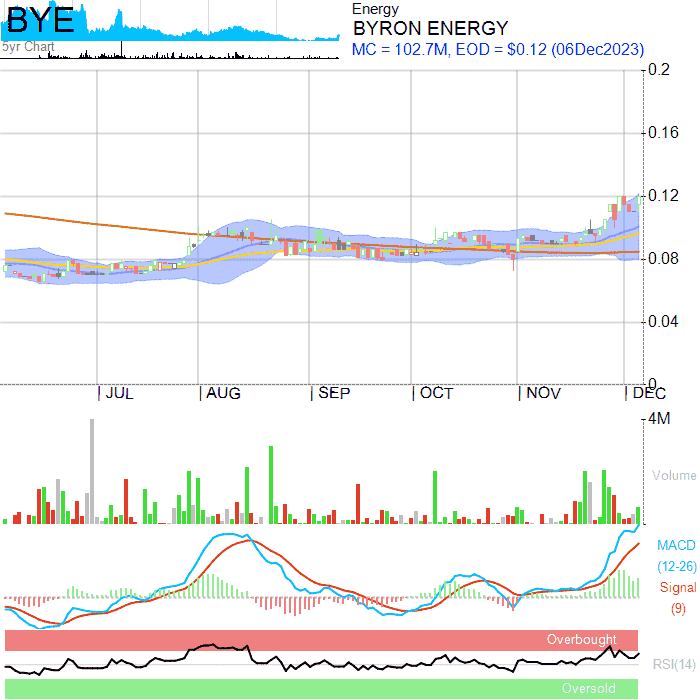 BYE
5yr Chart
Energy
BYRON ENERGY
MC = 102.7M, EOD = $0.12 (06Dec2023)
0.2
0.16
0.12
0.08
0.04
0
JUL AUG SEP OCT NOV DEC
4M
Volume
MACD
(12-26)
Signal
(9)
Overbought
RSI(14)
Oversold